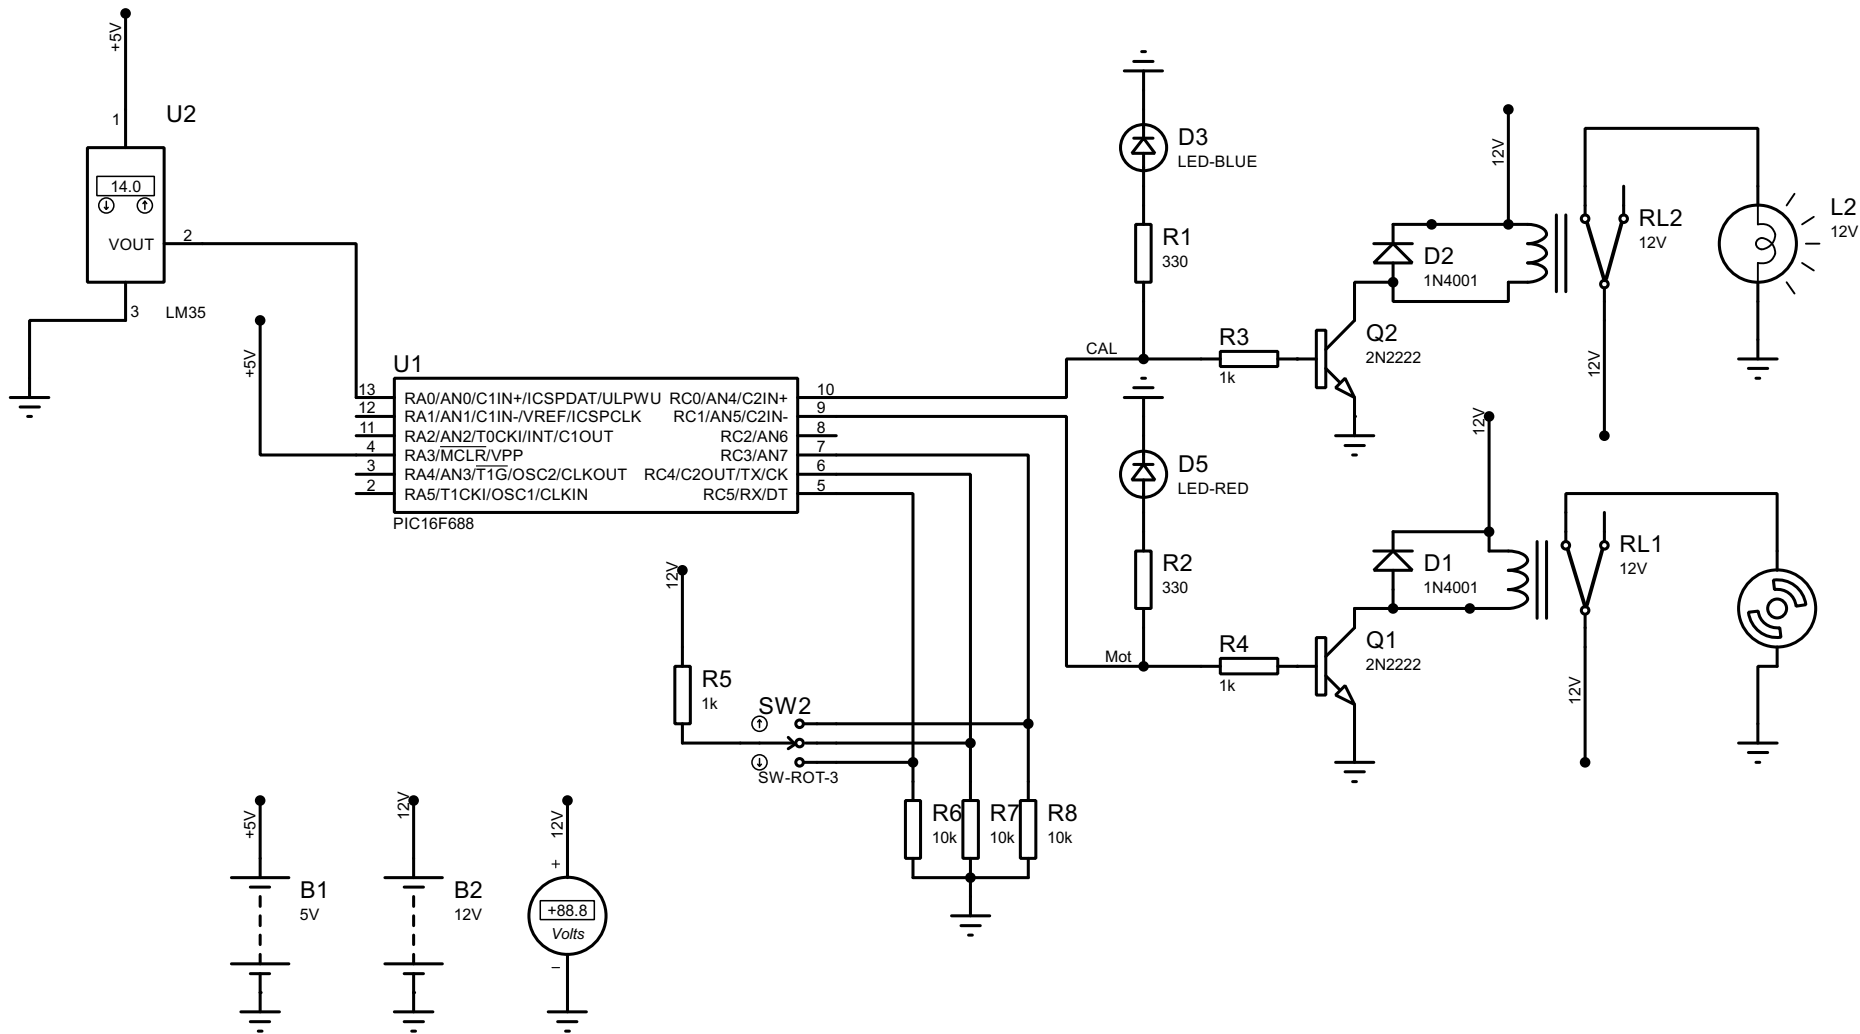 +5V
U2
1
14.0
VOUT
2
3
LM35
+5V
U1
13
RA0/AN0/C1IN+/ICSPDAT/ULPWU
RC0/AN4/C2IN+
10
12
RA1/AN1/C1IN-/VREF/ICSPCLK
RC1/AN5/C2IN-
9
11
RA2/AN2/T0CKI/INT/C1OUT
RC2/AN6
8
4
RA3/MCLR/VPP
RC3/AN7
7
3
RA4/AN3/T1G/OSC2/CLKOUT
RC4/C2OUT/TX/CK
6
2
RA5/T1CKI/OSC1/CLKIN
RC5/RX/DT
5
PIC16F688
D3
LED-BLUE
R1
330
CAL
R3
1k
Q2
2N2222
D2
1N4001
12V
RL2
12V
12V
L2
12V
D5
LED-RED
R2
330
Mot
R4
1k
Q1
2N2222
D1
1N4001
12V
RL1
12V
12V
12V
R5
1k
SW2
SW-ROT-3
R6
10k
R7
10k
R8
10k
+5V
B1
5V
12V
B2
12V
12V
+
+88.8
Volts
−